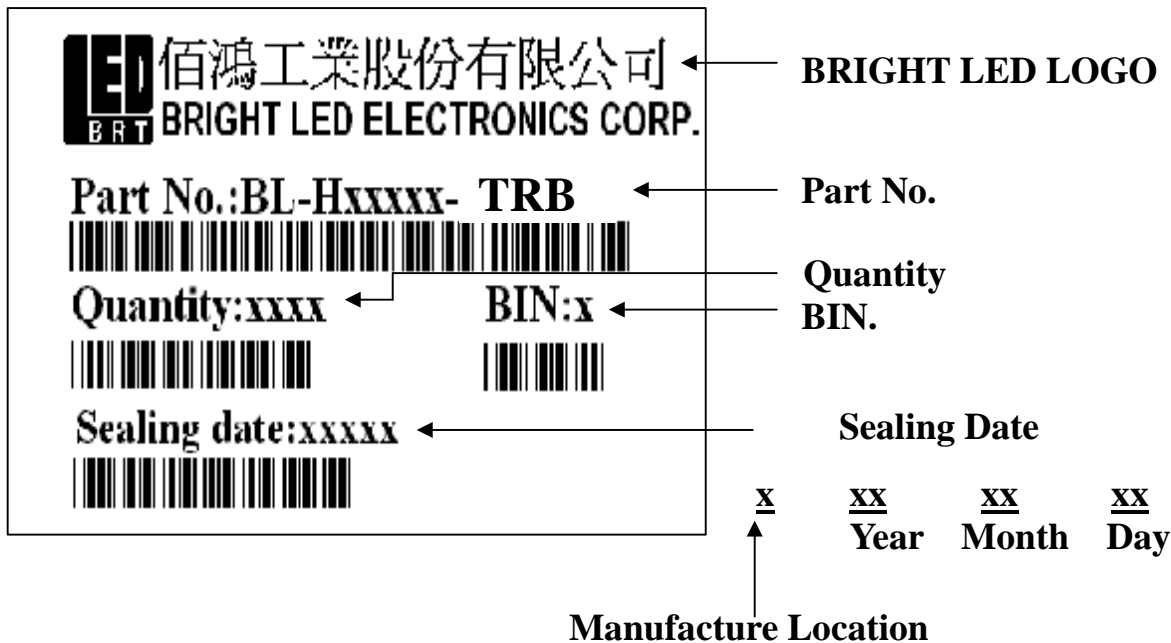 LED 佰鴻工業股份有限公司 BRIGHT LED LOGO
BRT BRIGHT LED ELECTRONICS CORP.
Part No.:BL-Hxxxxx- TRB Part No.
Quantity
Quantity:xxxx BIN:x BIN.
Sealing date:xxxxx Sealing Date
x xx xx xx
Year Month Day
Manufacture Location